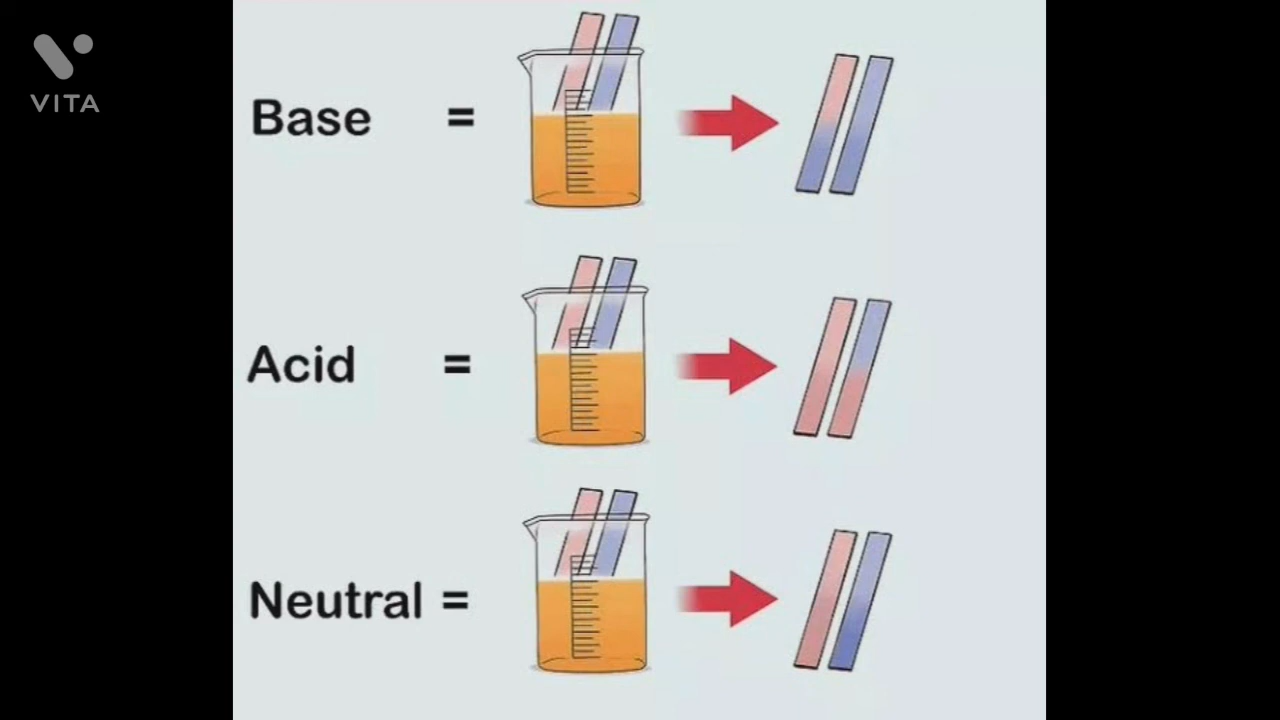 VITA
Base =
Acid =
Neutral =